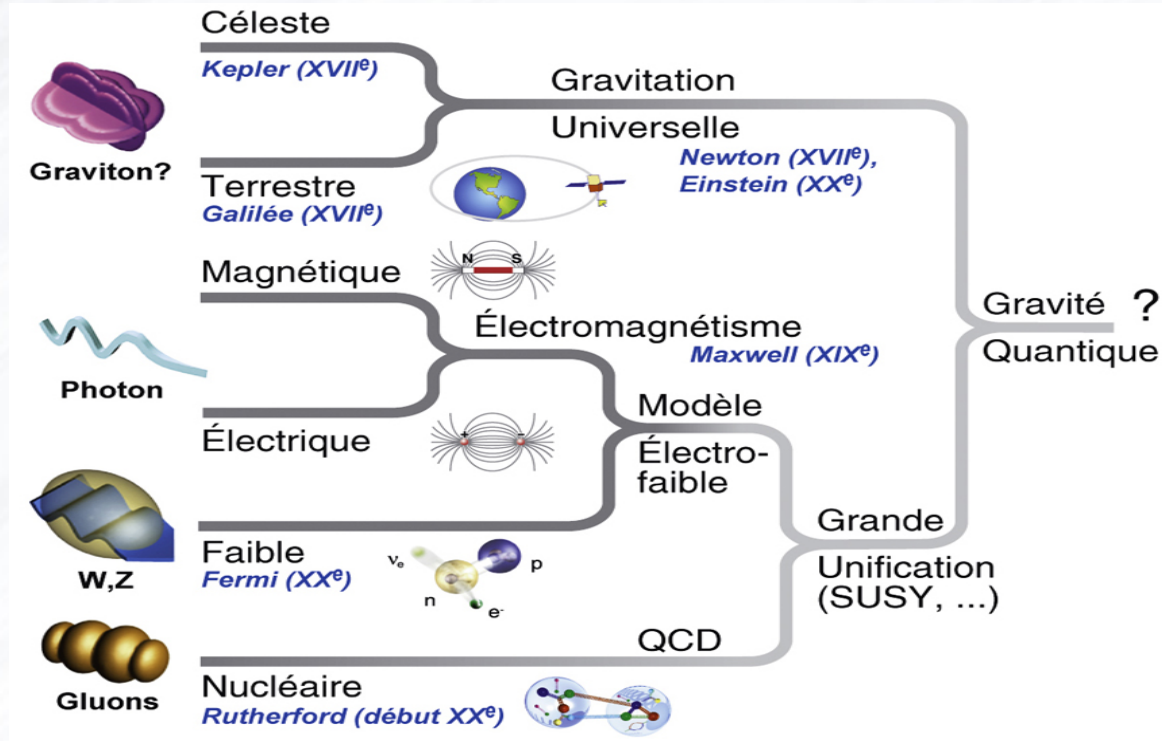 Céleste
Kepler (XVIIᵉ)
Graviton?
Gravitation
Universelle
Newton (XVIIᵉ),
Einstein (XXᵉ)
Terrestre
Galilée (XVIIᵉ)
Magnétique
N S
Électromagnétisme
Maxwell (XIXᵉ)
Photon
Électrique
+ −
Modèle
Électro-
faible
Gravité ?
Quantique
W,Z
Faible
Fermi (XXᵉ)
νe p
n e-
Grande
Unification
(SUSY, ...)
Gluons
QCD
Nucléaire
Rutherford (début XXᵉ)